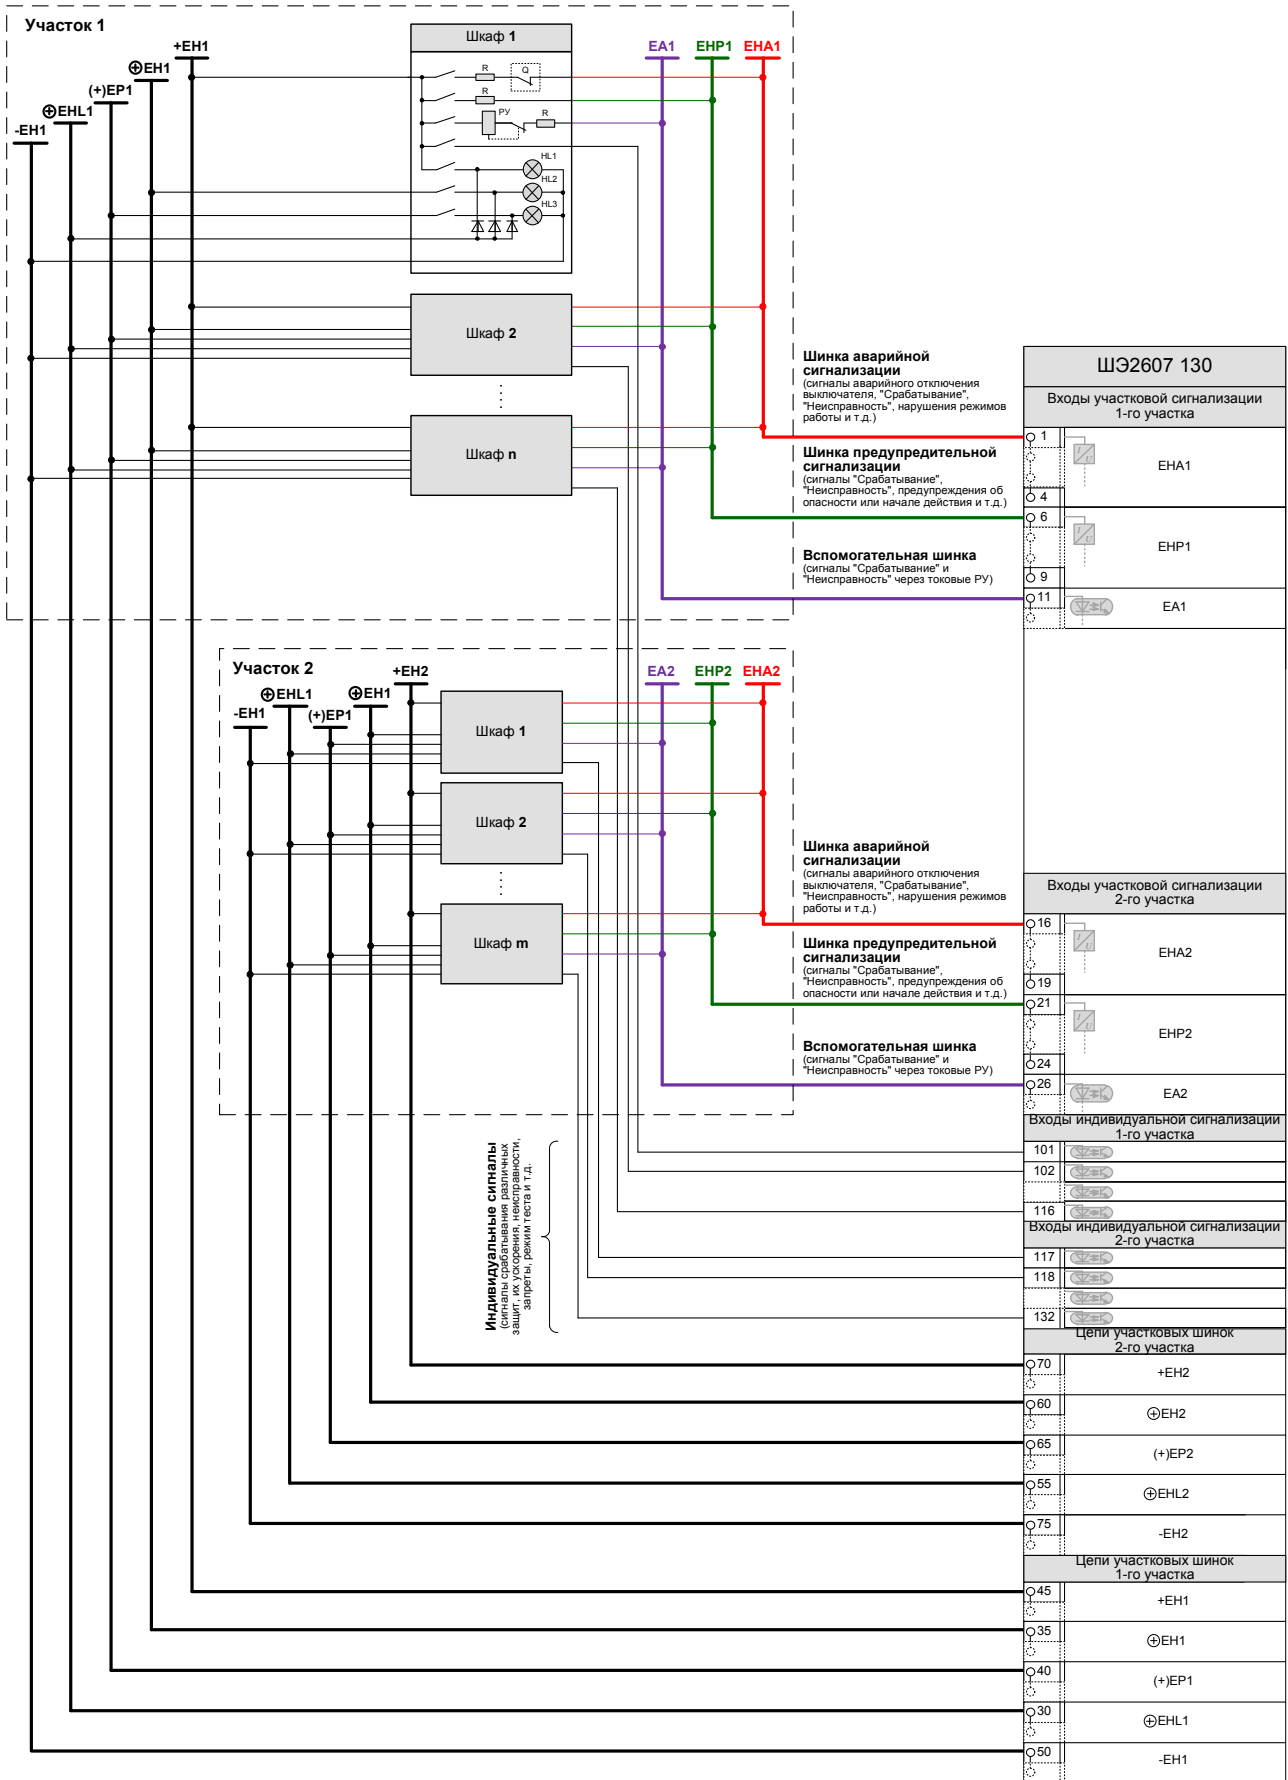 Участок 1
+EH1
⊕EH1
(+)EP1
⊕EHL1
-EH1
Шкаф 1
R
Q
R
РУ
R
HL1
HL2
HL3
EA1
EHP1
EHA1
Шкаф 2
Шкаф n
Шинка аварийной
сигнализации
(сигналы аварийного отключения
выключателя, "Срабатывание",
"Неисправность", нарушения режимов
работы и т.д.)
Шинка предупредительной
сигнализации
(сигналы "Срабатывание",
"Неисправность", предупреждения об
опасности или начале действия и т.д.)
Вспомогательная шинка
(сигналы "Срабатывание" и
"Неисправность" через токовые РУ)
ШЭ2607 130
Входы участковой сигнализации
1-го участка
1
I
U
EHA1
4
6
I
U
EHP1
9
11
EA1
Участок 2
+EH2
⊕EH1
⊕EHL1
(+)EP1
-EH1
EA2
EHP2
EHA2
Шкаф 1
Шкаф 2
Шкаф m
Шинка аварийной
сигнализации
(сигналы аварийного отключения
выключателя, "Срабатывание",
"Неисправность", нарушения режимов
работы и т.д.)
Шинка предупредительной
сигнализации
(сигналы "Срабатывание",
"Неисправность", предупреждения об
опасности или начале действия и т.д.)
Вспомогательная шинка
(сигналы "Срабатывание" и
"Неисправность" через токовые РУ)
Входы участковой сигнализации
2-го участка
16
I
U
EHA2
19
21
I
U
EHP2
24
26
EA2
Входы индивидуальной сигнализации
1-го участка
101
102
116
Входы индивидуальной сигнализации
2-го участка
117
118
132
Индивидуальные сигналы
(сигналы срабатывания различных
защит, их ускорения, неисправности,
запреты, режим теста и т.д.
Цепи участковых шинок
2-го участка
70
+EH2
60
⊕EH2
65
(+)EP2
55
⊕EHL2
75
-EH2
Цепи участковых шинок
1-го участка
45
+EH1
35
⊕EH1
40
(+)EP1
30
⊕EHL1
50
-EH1